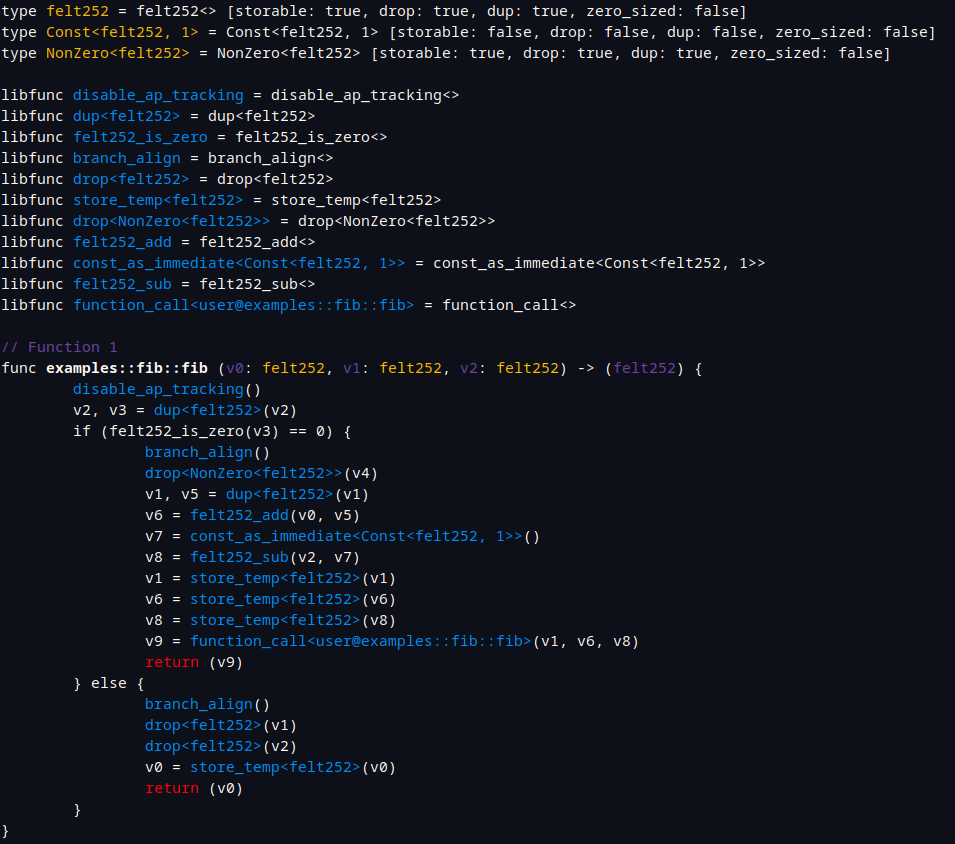 type felt252 = felt252<> [storable: true, drop: true, dup: true, zero_sized: false]
type Const<felt252, 1> = Const<felt252, 1> [storable: false, drop: false, dup: false, zero_sized: false]
type NonZero<felt252> = NonZero<felt252> [storable: true, drop: true, dup: true, zero_sized: false]

libfunc disable_ap_tracking = disable_ap_tracking<>
libfunc dup<felt252> = dup<felt252>
libfunc felt252_is_zero = felt252_is_zero<>
libfunc branch_align = branch_align<>
libfunc drop<felt252> = drop<felt252>
libfunc store_temp<felt252> = store_temp<felt252>
libfunc drop<NonZero<felt252>> = drop<NonZero<felt252>>
libfunc felt252_add = felt252_add<>
libfunc const_as_immediate<Const<felt252, 1>> = const_as_immediate<Const<felt252, 1>>
libfunc felt252_sub = felt252_sub<>
libfunc function_call<user@examples::fib::fib> = function_call<>

// Function 1
func examples::fib::fib (v0: felt252, v1: felt252, v2: felt252) -> (felt252) {
        disable_ap_tracking()
        v2, v3 = dup<felt252>(v2)
        if (felt252_is_zero(v3) == 0) {
                branch_align()
                drop<NonZero<felt252>>(v4)
                v1, v5 = dup<felt252>(v1)
                v6 = felt252_add(v0, v5)
                v7 = const_as_immediate<Const<felt252, 1>>()
                v8 = felt252_sub(v2, v7)
                v1 = store_temp<felt252>(v1)
                v6 = store_temp<felt252>(v6)
                v8 = store_temp<felt252>(v8)
                v9 = function_call<user@examples::fib::fib>(v1, v6, v8)
                return (v9)
        } else {
                branch_align()
                drop<felt252>(v1)
                drop<felt252>(v2)
                v0 = store_temp<felt252>(v0)
                return (v0)
        }
}